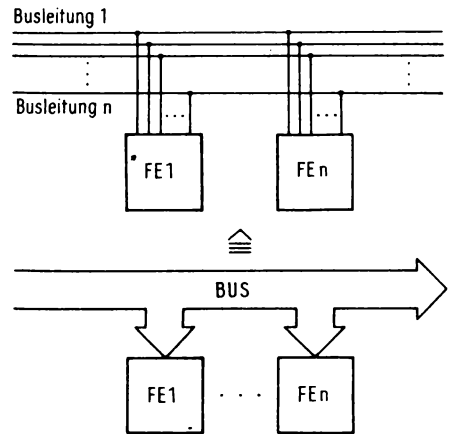 Busleitung 1
Busleitung n
FE1 FEn
≙
BUS
FE1 . . . . FEn